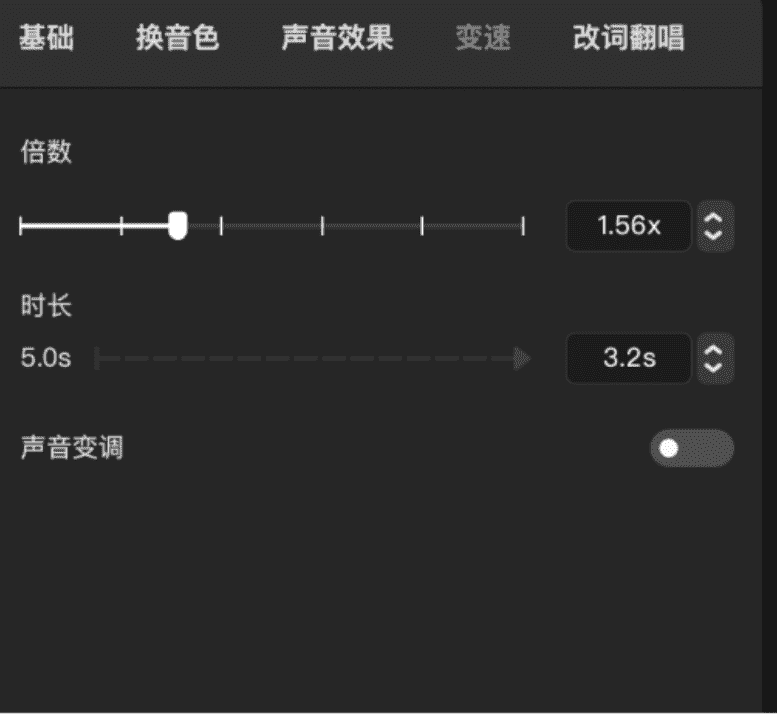 基础 换音色 声音效果 变速 改词翻唱
倍数
1.56x
时长
5.0s 3.2s
声音变调